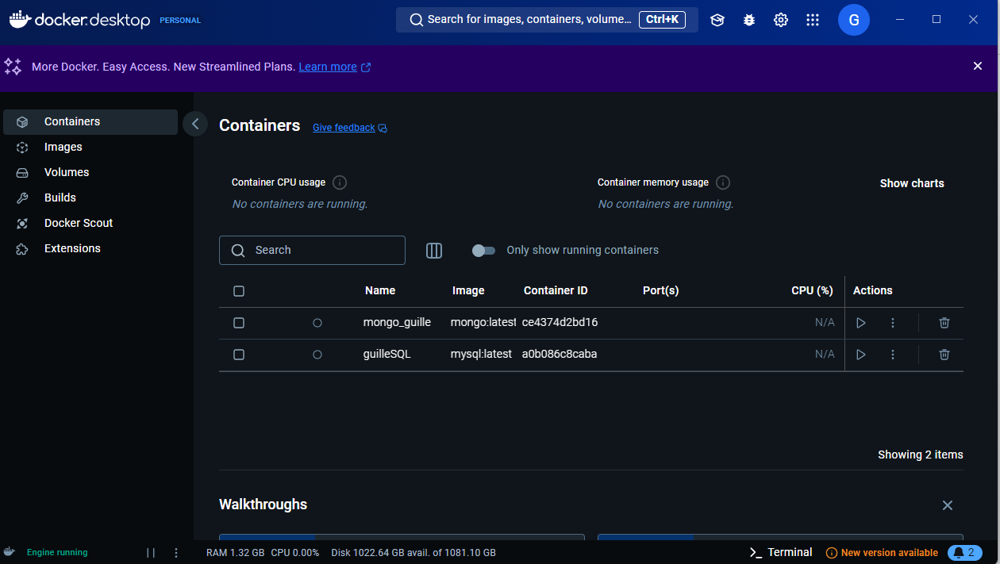 docker.desktop PERSONAL
Search for images, containers, volume... Ctrl+K
G
More Docker. Easy Access. New Streamlined Plans. Learn more
Containers
Images
Volumes
Builds
Docker Scout
Extensions
Containers Give feedback
Container CPU usage
No containers are running.
Container memory usage
No containers are running.
Show charts
Search
Only show running containers
Name Image Container ID Port(s) CPU (%) Actions
mongo_guille mongo:latest ce4374d2bd16 N/A
guilleSQL mysql:latest a0b086c8caba N/A
Showing 2 items
Walkthroughs
Engine running RAM 1.32 GB CPU 0.00% Disk 1022.64 GB avail. of 1081.10 GB >_ Terminal New version available 2